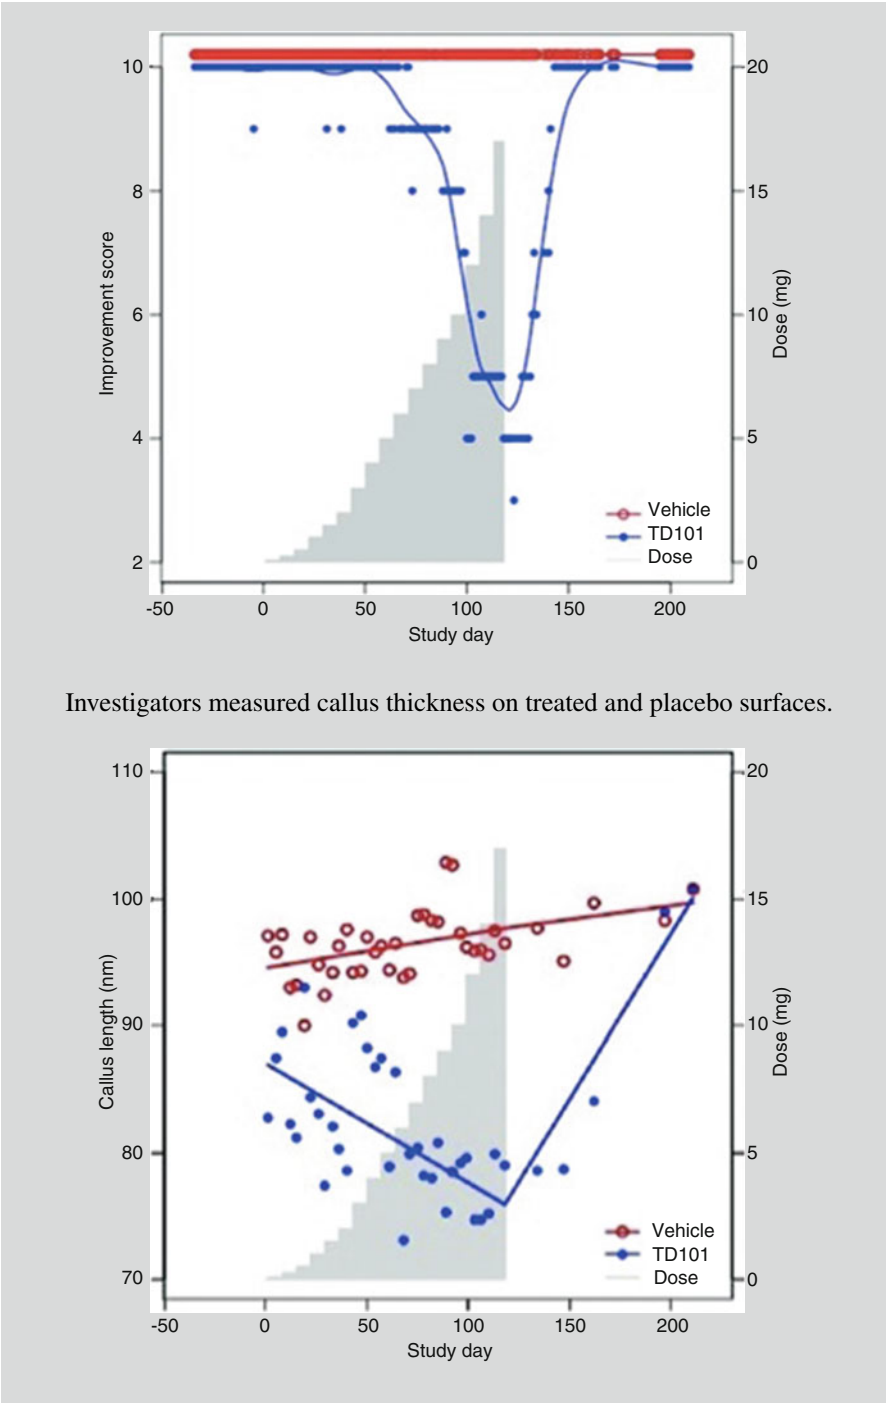 10
8
6
4
2
Improvement score
20
15
10
5
0
Dose (mg)
Vehicle
TD101
Dose
-50 0 50 100 150 200
Study day
Investigators measured callus thickness on treated and placebo surfaces.
110
100
90
80
70
Callus length (nm)
20
15
10
5
0
Dose (mg)
Vehicle
TD101
Dose
-50 0 50 100 150 200
Study day